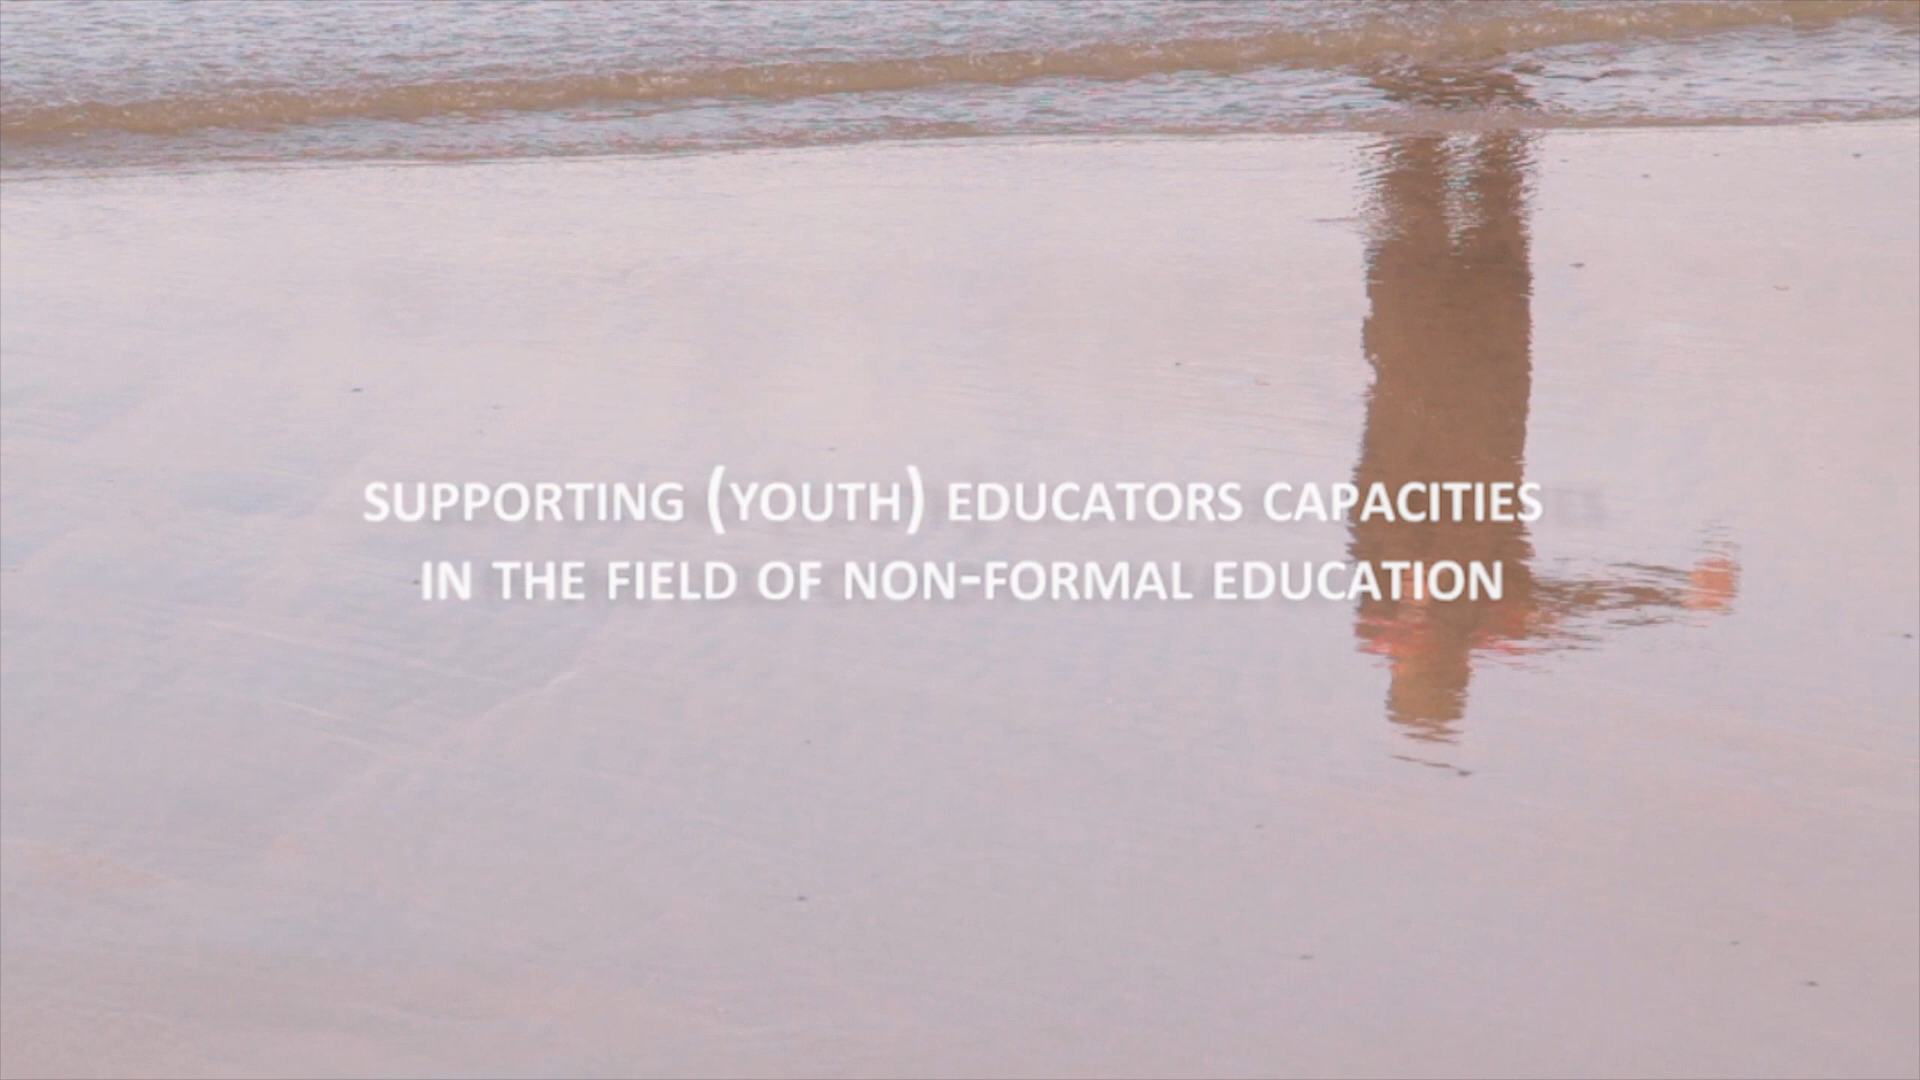 SUPPORTING (YOUTH) EDUCATORS CAPACITIES
IN THE FIELD OF NON-FORMAL EDUCATION